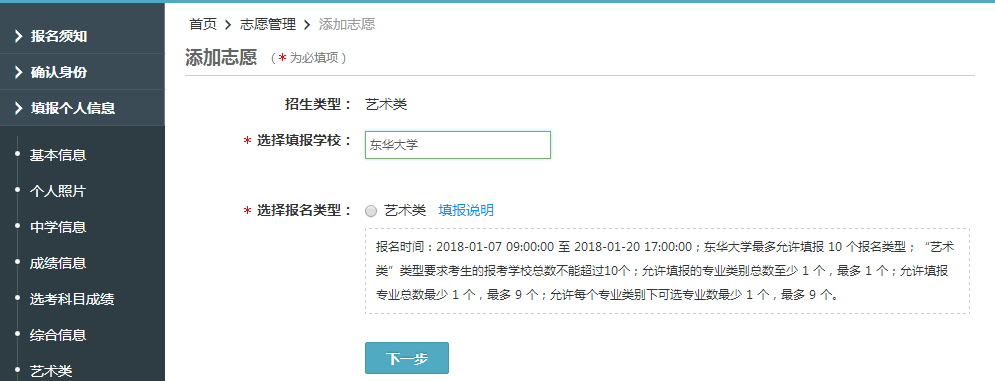 报名须知
确认身份
填报个人信息
基本信息
个人照片
中学信息
成绩信息
选考科目成绩
综合信息
艺术类
首页 > 志愿管理 > 添加志愿
添加志愿 (*为必填项)
招生类型： 艺术类
* 选择填报学校： 东华大学
* 选择报名类型： 艺术类 填报说明
报名时间：2018-01-07 09:00:00 至 2018-01-20 17:00:00；东华大学最多允许填报 10 个报名类型；“艺术
类”类型要求考生的报考学校总数不能超过10个；允许填报的专业类别总数至少 1 个，最多 1 个；允许填报
专业总数最少 1 个，最多 9 个；允许每个专业类别下可选专业数最少 1 个，最多 9 个。
下一步